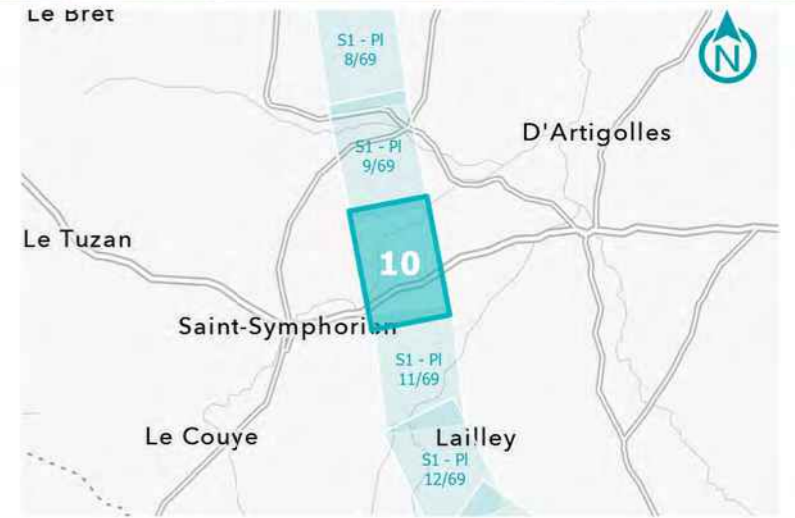 Le Bret
S1 - Pl
8/69
N
D'Artigolles
S1 - Pl
9/69
Le Tuzan
10
Saint-Symphorien
S1 - Pl
11/69
Le Couye
Lailley
S1 - Pl
12/69